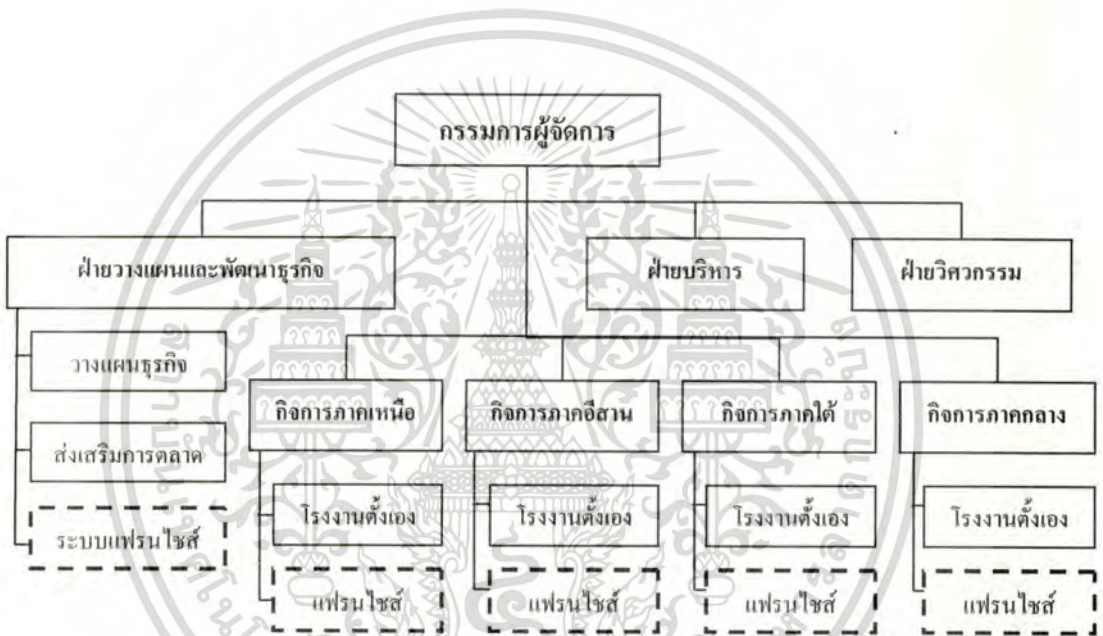 กรรมการผู้จัดการ
ฝ่ายวางแผนและพัฒนาธุรกิจ
ฝ่ายบริหาร
ฝ่ายวิศวกรรม
วางแผนธุรกิจ
ส่งเสริมการตลาด
ระบบแฟรนไชส์
กิจการภาคเหนือ
กิจการภาคอีสาน
กิจการภาคใต้
กิจการภาคกลาง
โรงงานตั้งเอง
โรงงานตั้งเอง
โรงงานตั้งเอง
โรงงานตั้งเอง
แฟรนไชส์
แฟรนไชส์
แฟรนไชส์
แฟรนไชส์